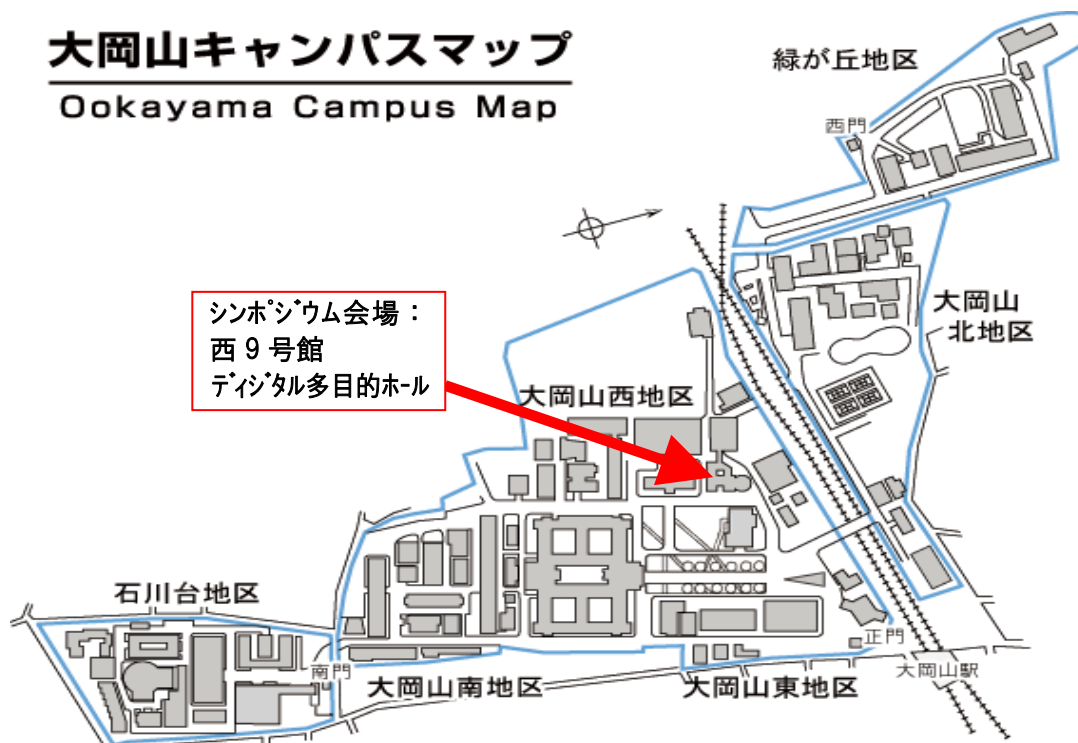 大岡山キャンパスマップ
Ookayama Campus Map
緑が丘地区
西門
シンポジウム会場：
西 9 号館
ディジタル多目的ホール
大岡山
北地区
大岡山西地区
石川台地区
南門
大岡山南地区
大岡山東地区
正門
大岡山駅